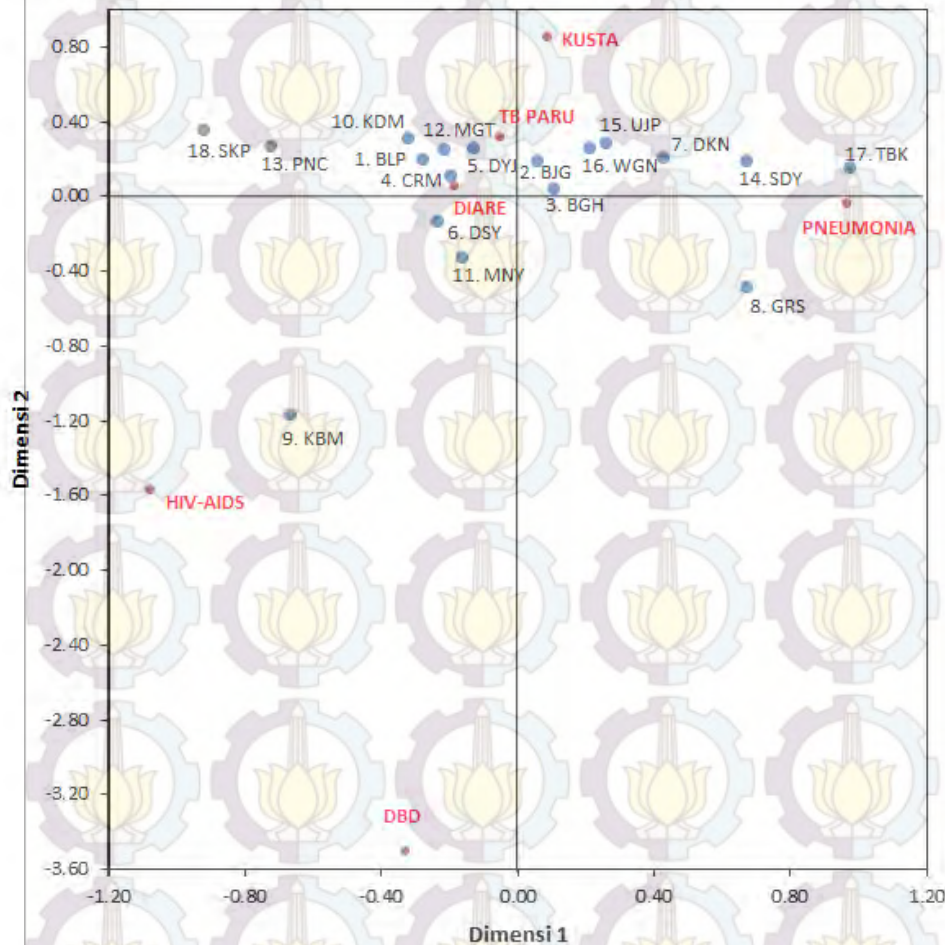 0.80
KUSTA
0.40
10. KDM
12. MGT
TB PARU
15. UJP
7. DKN
17. TBK
18. SKP
13. PNC
1. BLP
5. DYJ
2. BJG
16. WGN
14. SDY
4. CRM
0.00
DIARE
3. BGH
PNEUMONIA
6. DSY
-0.40
11. MNY
8. GRS
-0.80
-1.20
9. KBM
Dimensi 2
-1.60
HIV-AIDS
-2.00
-2.40
-2.80
-3.20
DBD
-3.60
-1.20 -0.80 -0.40 0.00 0.40 0.80 1.20
Dimensi 1